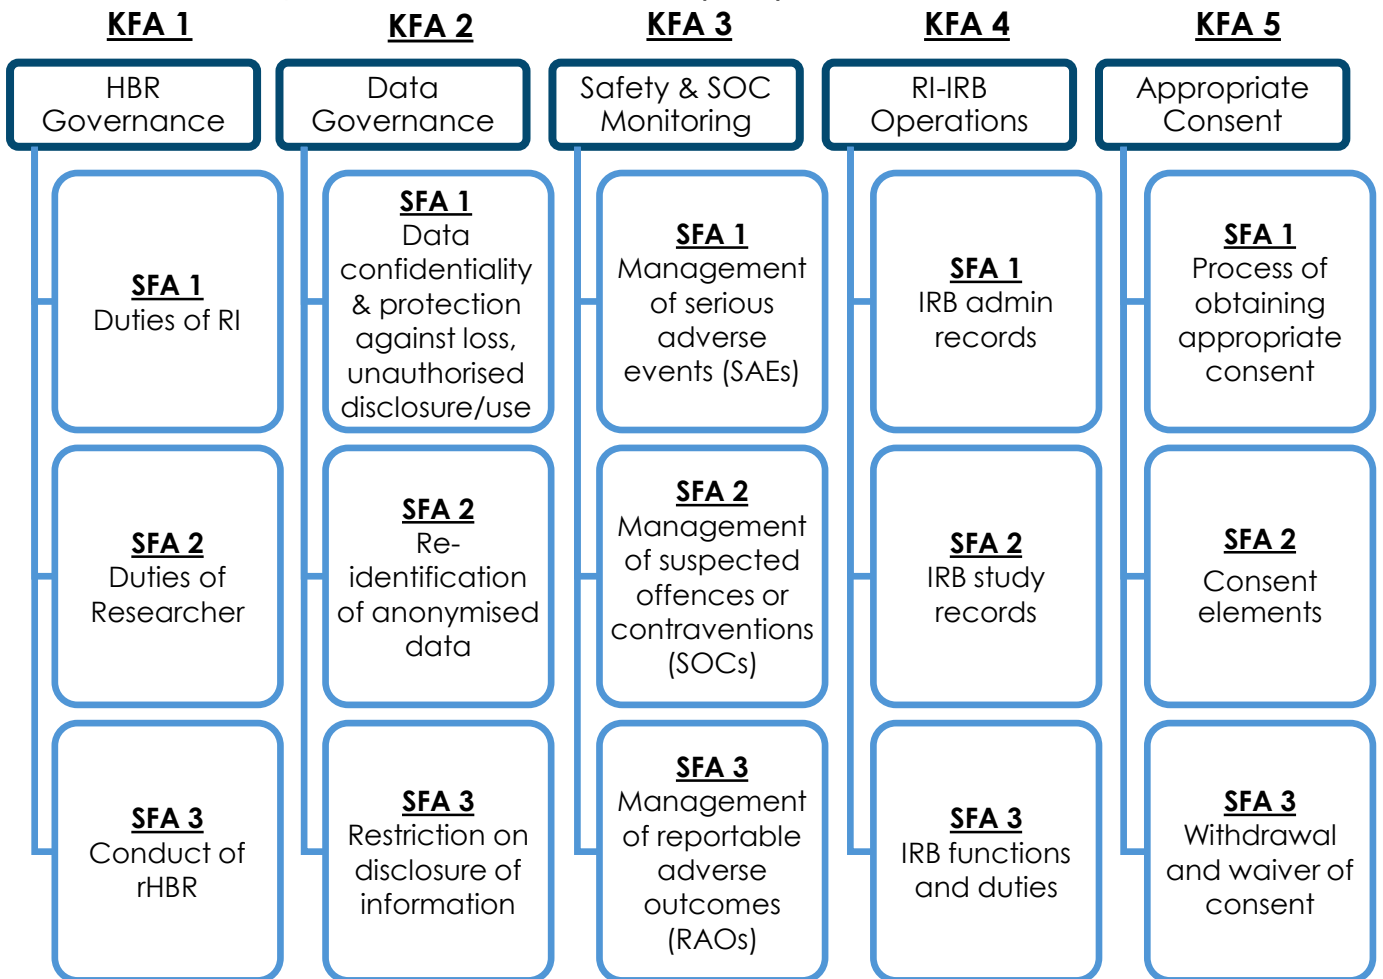 KFA 1
KFA 2
KFA 3
KFA 4
KFA 5
HBR
Governance
Data
Governance
Safety & SOC
Monitoring
RI-IRB
Operations
Appropriate
Consent
SFA 1
Duties of RI
SFA 1
Data
confidentiality
& protection
against loss,
unauthorised
disclosure/use
SFA 1
Management
of serious
adverse
events (SAEs)
SFA 1
IRB admin
records
SFA 1
Process of
obtaining
appropriate
consent
SFA 2
Duties of
Researcher
SFA 2
Re-
identification
of anonymised
data
SFA 2
Management
of suspected
offences or
contraventions
(SOCs)
SFA 2
IRB study
records
SFA 2
Consent
elements
SFA 3
Conduct of
rHBR
SFA 3
Restriction on
disclosure of
information
SFA 3
Management
of reportable
adverse
outcomes
(RAOs)
SFA 3
IRB functions
and duties
SFA 3
Withdrawal
and waiver of
consent